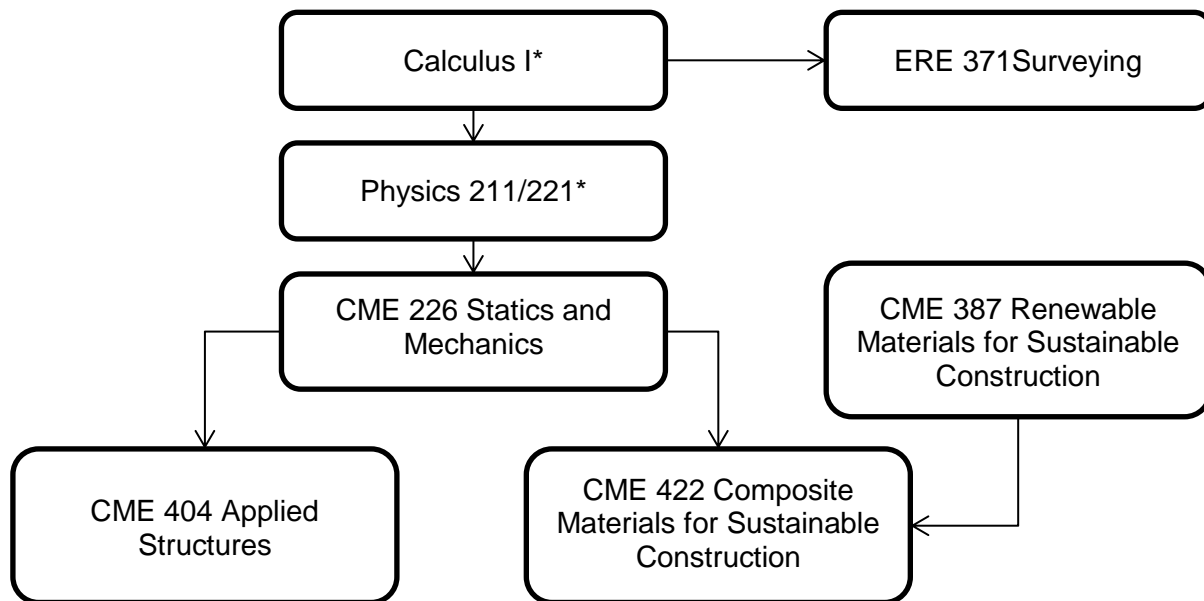 Calculus I*
ERE 371Surveying
Physics 211/221*
CME 226 Statics and
Mechanics
CME 387 Renewable
Materials for Sustainable
Construction
CME 404 Applied
Structures
CME 422 Composite
Materials for Sustainable
Construction